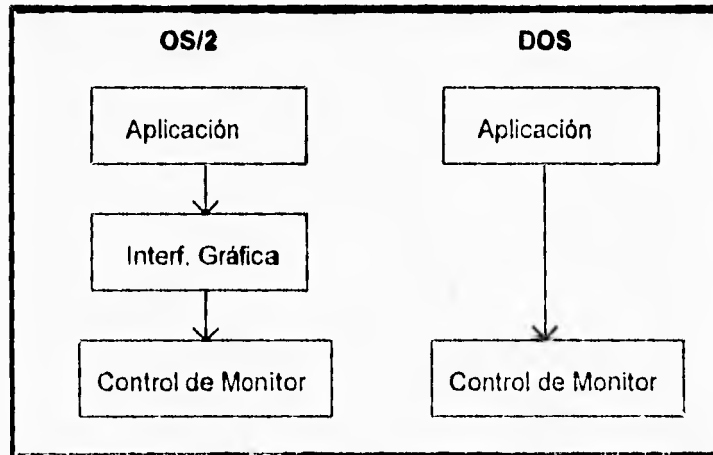 OS/2
DOS
Aplicación
Aplicación
Interf. Gráfica
Control de Monitor
Control de Monitor